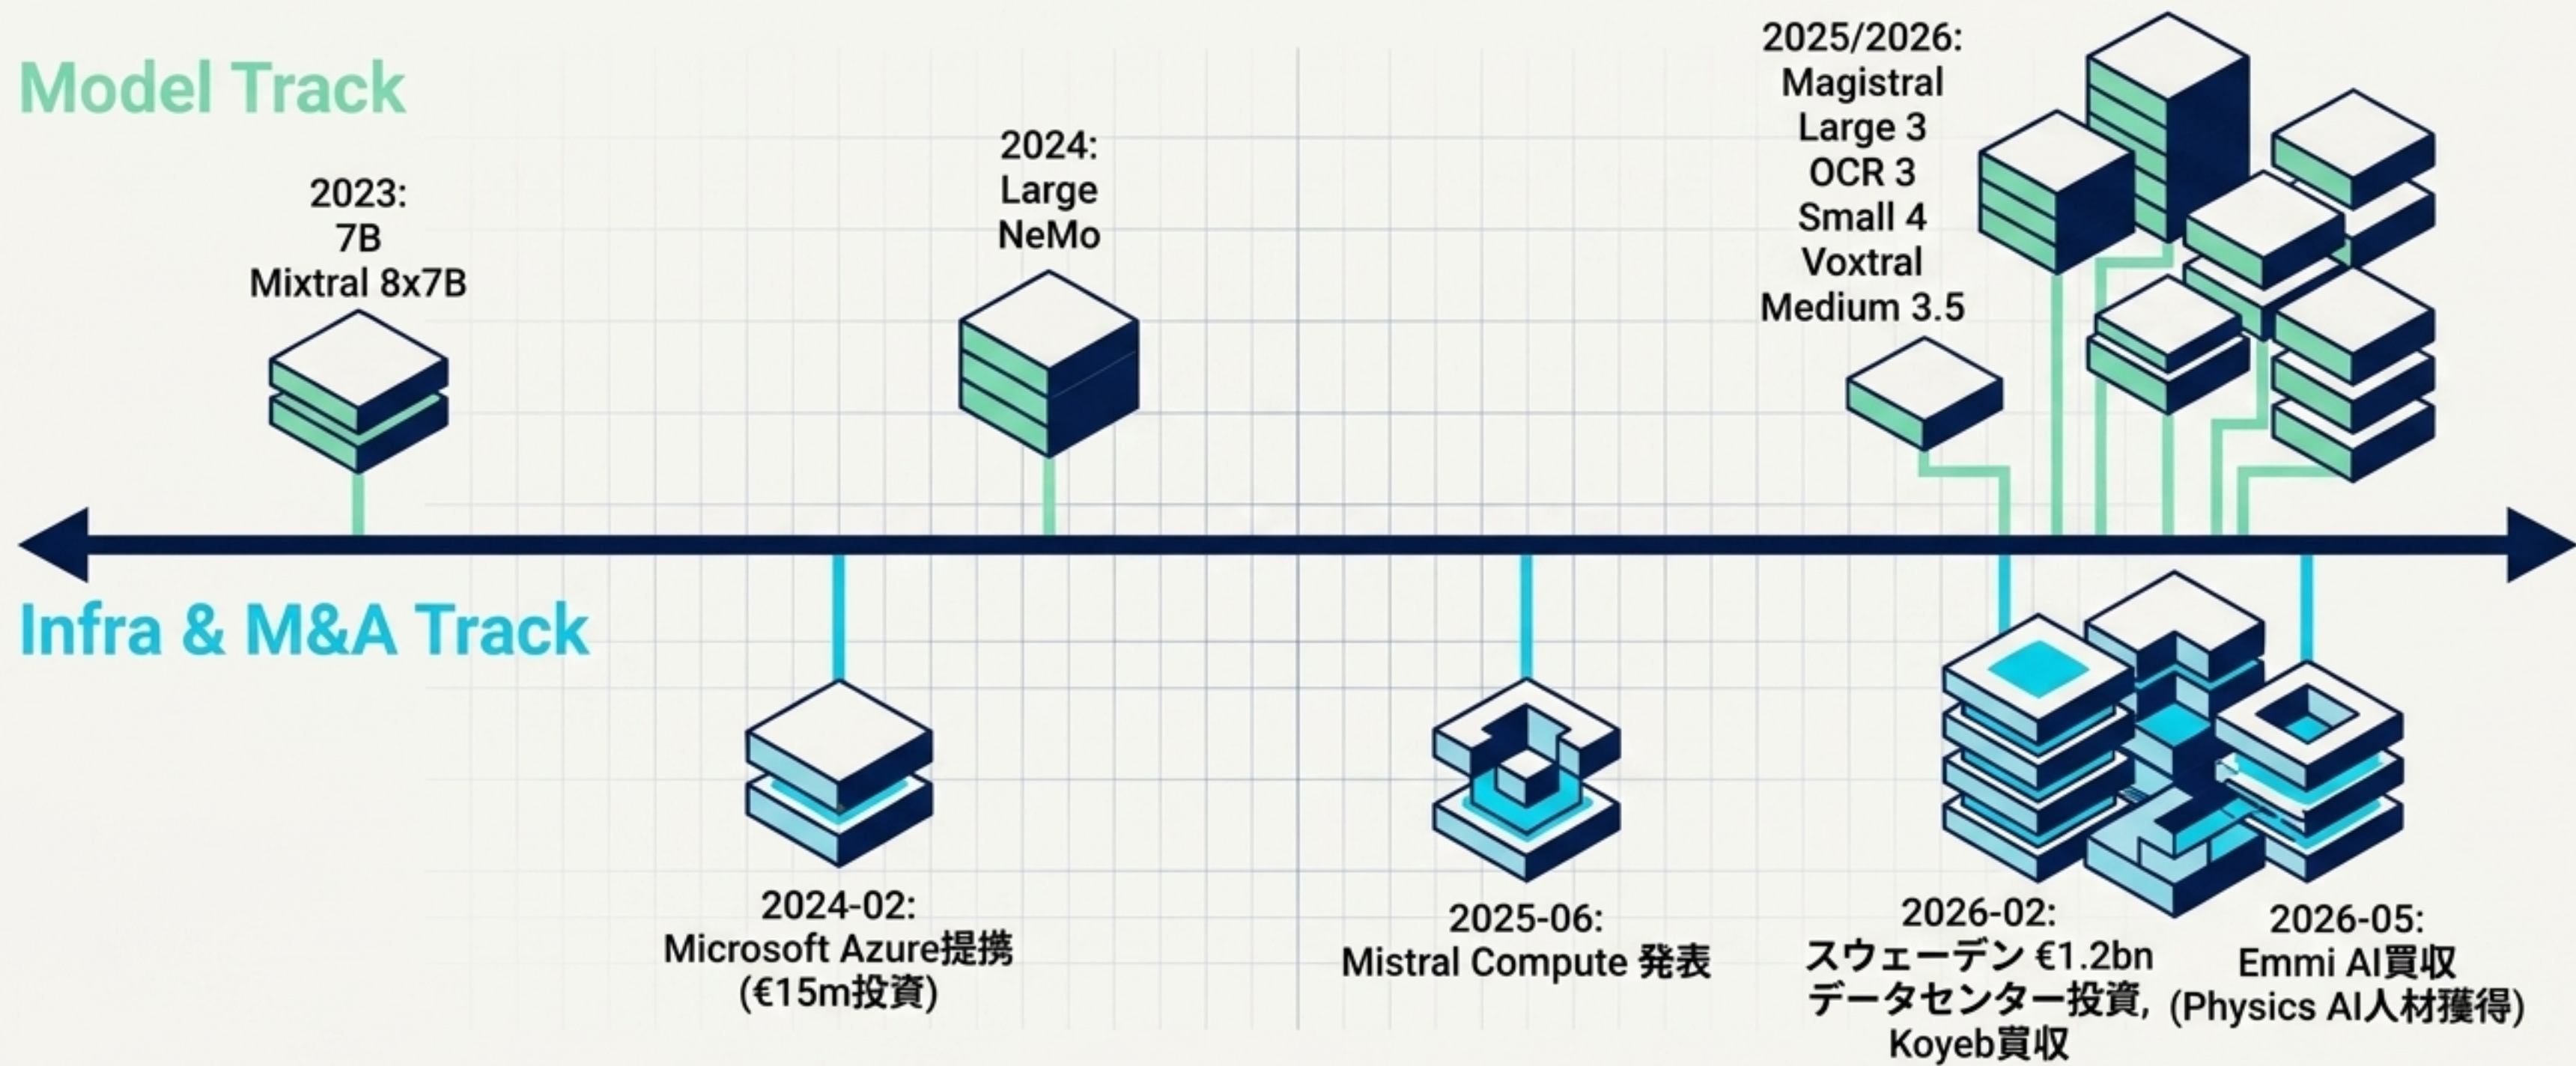 Model Track
2023:
7B
Mixtral 8x7B
2024:
Large
NeMo
2025/2026:
Magistral
Large 3
OCR 3
Small 4
Voxtral
Medium 3.5
Infra & M&A Track
2024-02:
Microsoft Azure提携
(€15m投資)
2025-06:
Mistral Compute 発表
2026-02:
スウェーデン €1.2bn
データセンター投資,
Koyeb買収
2026-05:
Emmi AI買収
(Physics AI人材獲得)